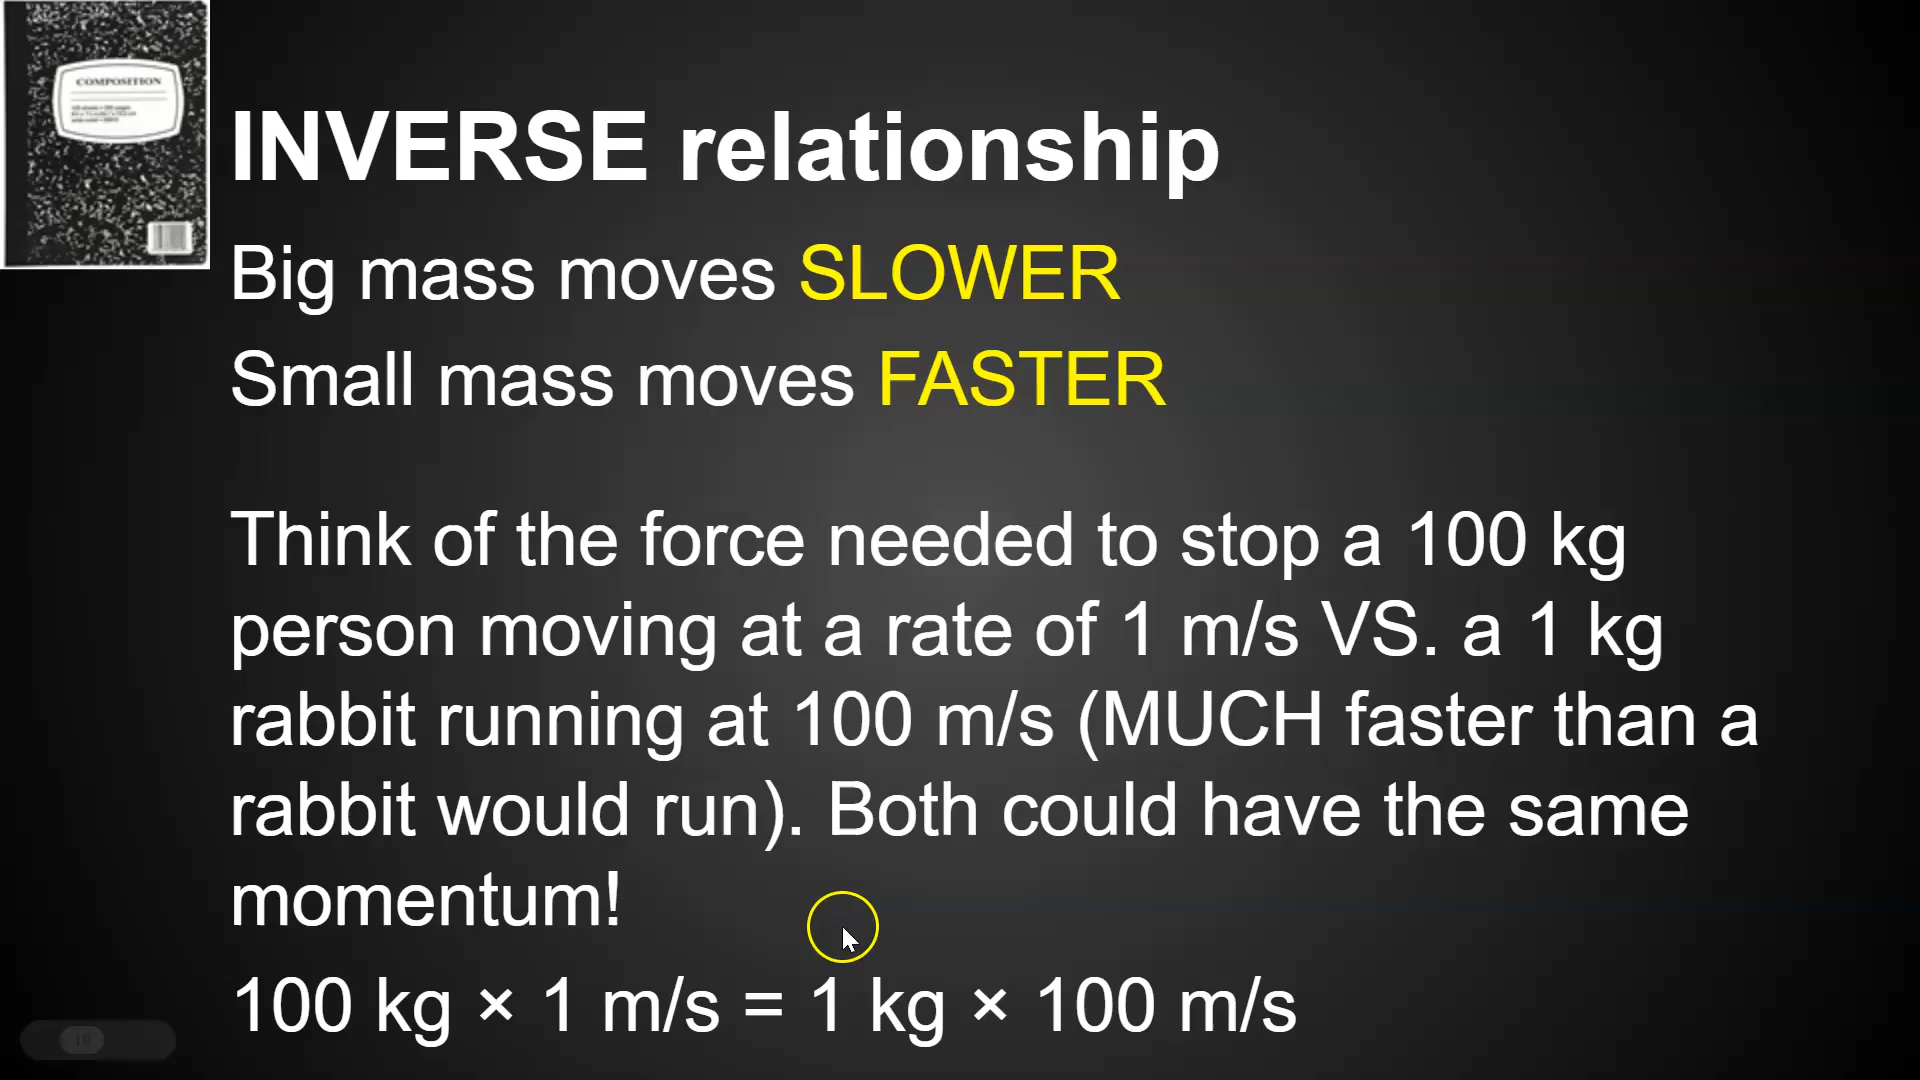 COMPOSITION
INVERSE relationship
Big mass moves SLOWER
Small mass moves FASTER
Think of the force needed to stop a 100 kg
person moving at a rate of 1 m/s VS. a 1 kg
rabbit running at 100 m/s (MUCH faster than a
rabbit would run). Both could have the same
momentum!
100 kg × 1 m/s = 1 kg × 100 m/s